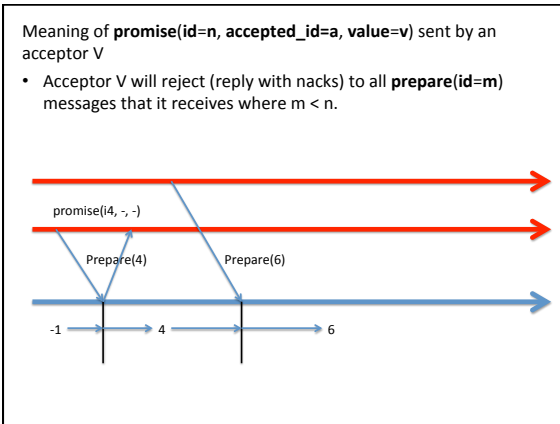 Meaning of promise(id=n, accepted_id=a, value=v) sent by an
acceptor V
• Acceptor V will reject (reply with nacks) to all prepare(id=m)
messages that it receives where m < n.
promise(i4, -, -)
Prepare(4)
Prepare(6)
-1
4
6